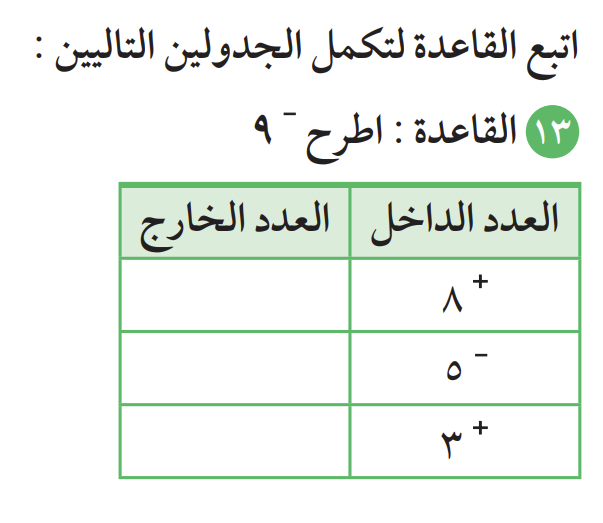 اتبع القاعدة لتكمل الجدولين التاليين :
١٣ القاعدة : اطرح ⁻٩
العدد الداخل العدد الخارج
⁺٨
⁻٥
⁺٣